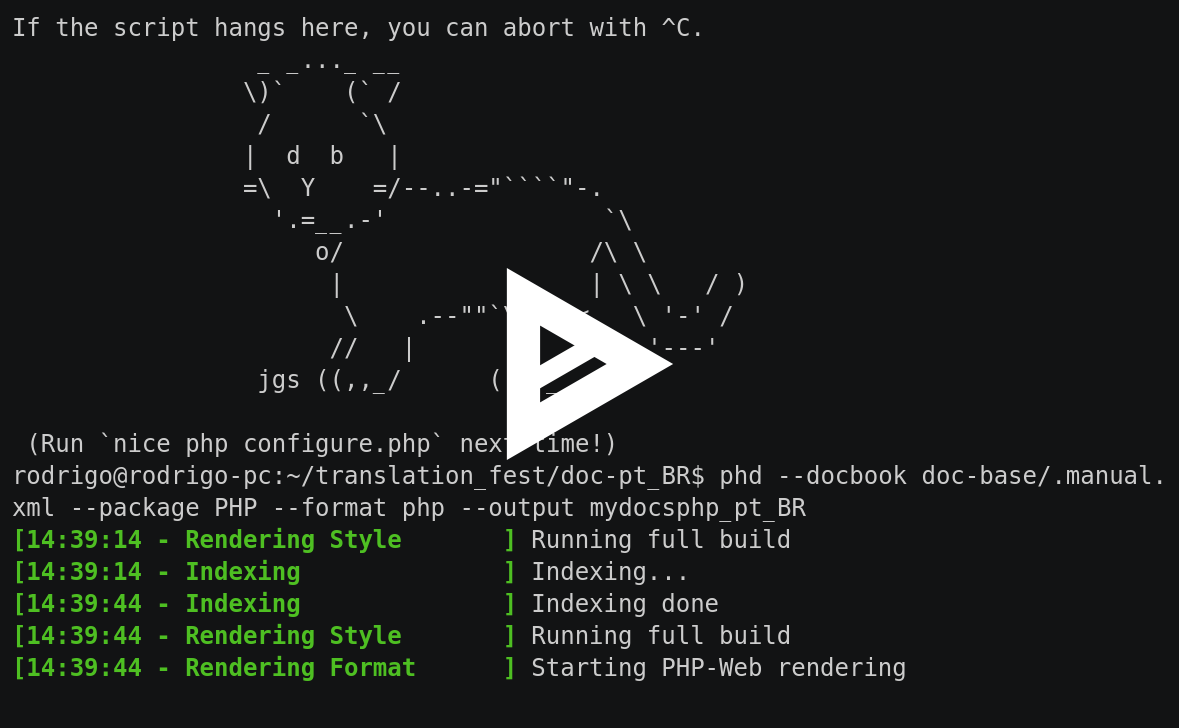 If the script hangs here, you can abort with ^C.
                 _ _..._ __
                \)`    (` /
                 /      `\
                |  d  b   |
                =\  Y    =/--..-="````"-.
                  '.=__.-'               `\
                     o/                 /\ \
                      |                 | \ \   / )
                       \    .--""`\    <   \ '-' /
                      //   |               '---'
                 jgs ((,,_/      (     _
 (Run `nice php configure.php` next time!)
rodrigo@rodrigo-pc:~/translation_fest/doc-pt_BR$ phd --docbook doc-base/.manual.
xml --package PHP --format php --output mydocsphp_pt_BR
[14:39:14 - Rendering Style       ] Running full build
[14:39:14 - Indexing              ] Indexing...
[14:39:44 - Indexing              ] Indexing done
[14:39:44 - Rendering Style       ] Running full build
[14:39:44 - Rendering Format      ] Starting PHP-Web rendering